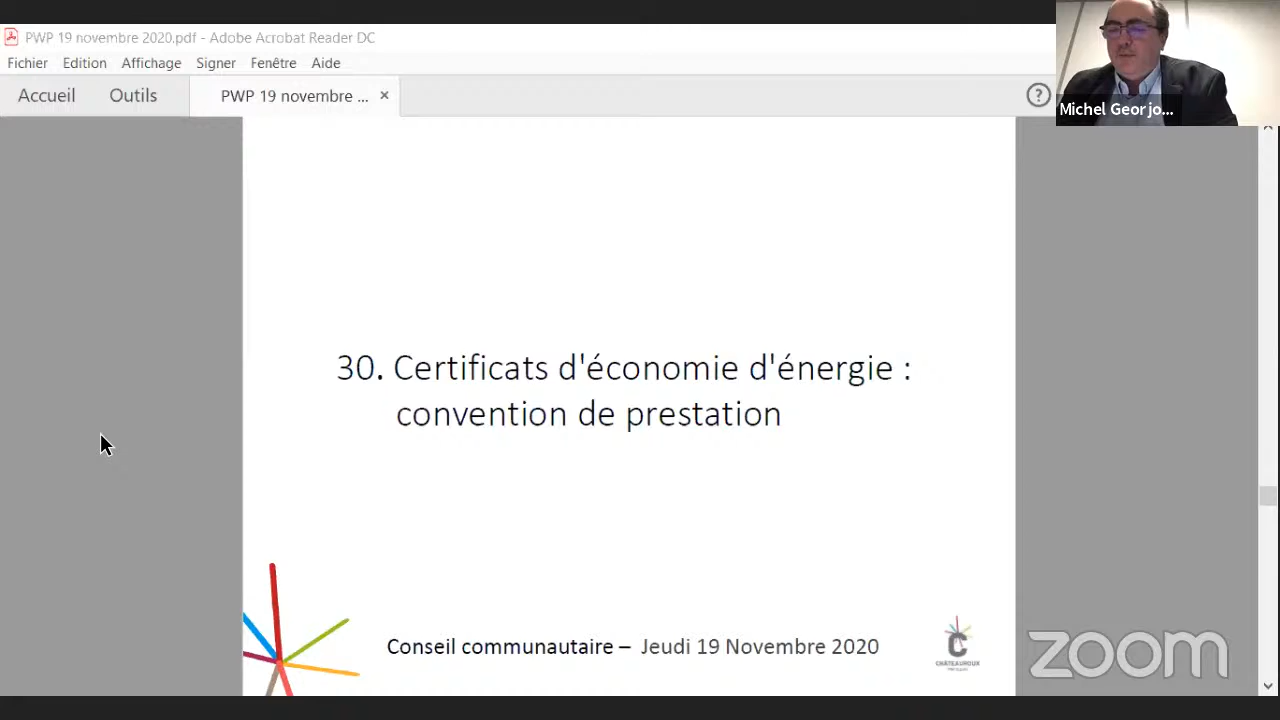 PWP 19 novembre 2020.pdf - Adobe Acrobat Reader DC
Fichier Edition Affichage Signer Fenêtre Aide
Accueil Outils PWP 19 novembre ... ×
?
Michel Georjo...
30. Certificats d'économie d'énergie :
convention de prestation
Conseil communautaire – Jeudi 19 Novembre 2020
CHÂTEAUROUX
zoom